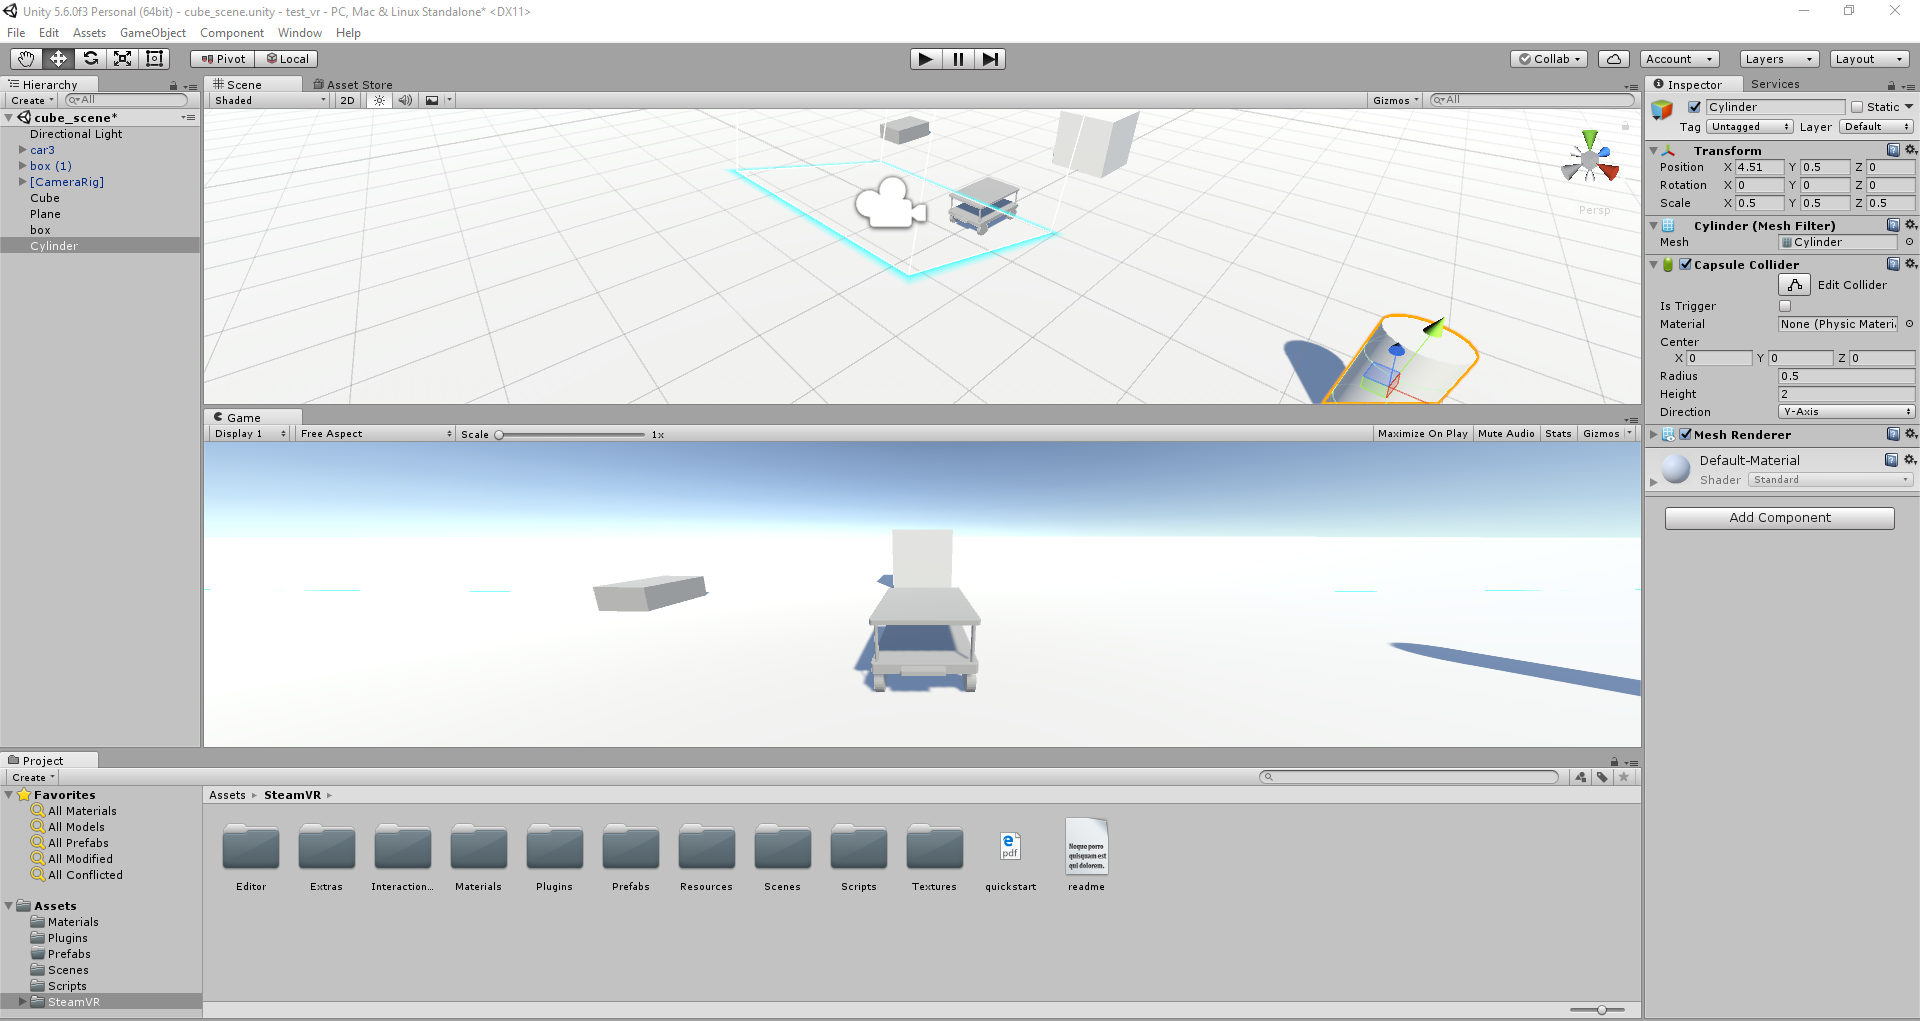 Unity 5.6.0f3 Personal (64bit) - cube_scene.unity - test_vr - PC, Mac & Linux Standalone* <DX11>
File Edit Assets GameObject Component Window Help
Pivot Local Collab Account Layers Layout
Hierarchy
Create All
cube_scene*
Directional Light
car3
box (1)
[CameraRig]
Cube
Plane
box
Cylinder
Scene Asset Store
Shaded 2D Gizmos All
Persp
Game
Display 1 Free Aspect Scale 1x Maximize On Play Mute Audio Stats Gizmos
Inspector Services
Cylinder Static
Tag Untagged Layer Default
Transform
Position X 4.51 Y 0.5 Z 0
Rotation X 0 Y 0 Z 0
Scale X 0.5 Y 0.5 Z 0.5
Cylinder (Mesh Filter)
Mesh Cylinder
Capsule Collider
Edit Collider
Is Trigger
Material None (Physic Materi
Center
X 0 Y 0 Z 0
Radius 0.5
Height 2
Direction Y-Axis
Mesh Renderer
Default-Material
Shader Standard
Add Component
Project
Create
Favorites
All Materials
All Models
All Prefabs
All Modified
All Conflicted
Assets
Materials
Plugins
Prefabs
Scenes
Scripts
SteamVR
Assets SteamVR
pdf
Neque porro
quisquam est
qui dolorem.
Editor Extras Interaction... Materials Plugins Prefabs Resources Scenes Scripts Textures quickstart readme